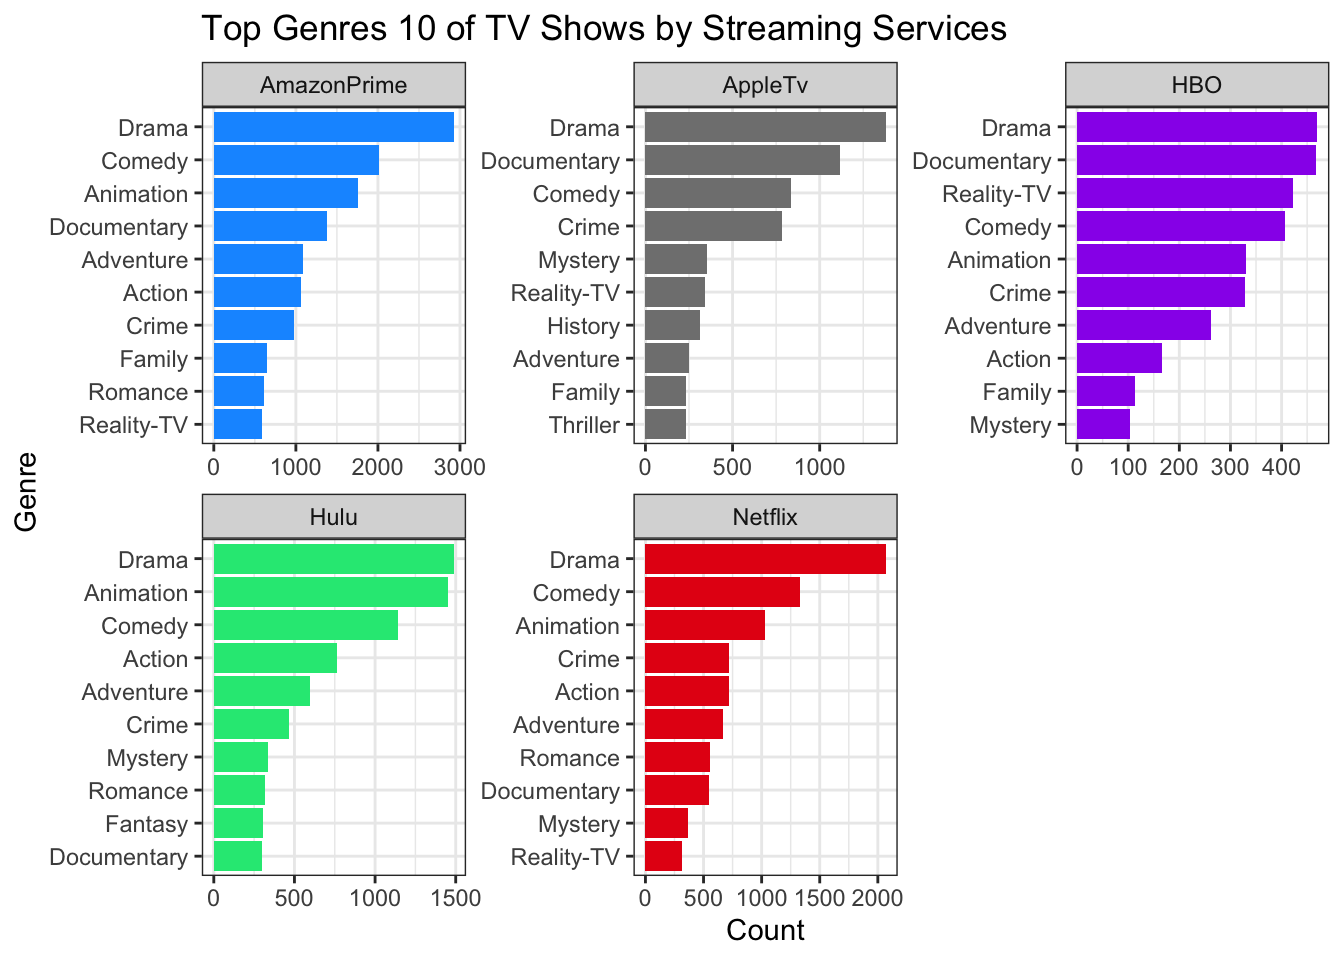 Top Genres 10 of TV Shows by Streaming Services
AmazonPrime
Drama
Comedy
Animation
Documentary
Adventure
Action
Crime
Family
Romance
Reality-TV
0 1000 2000 3000
AppleTv
Drama
Documentary
Comedy
Crime
Mystery
Reality-TV
History
Adventure
Family
Thriller
0 500 1000
HBO
Drama
Documentary
Reality-TV
Comedy
Animation
Crime
Adventure
Action
Family
Mystery
0 100 200 300 400
Genre
Hulu
Drama
Animation
Comedy
Action
Adventure
Crime
Mystery
Romance
Fantasy
Documentary
0 500 1000 1500
Netflix
Drama
Comedy
Animation
Crime
Action
Adventure
Romance
Documentary
Mystery
Reality-TV
0 500 1000 1500 2000
Count